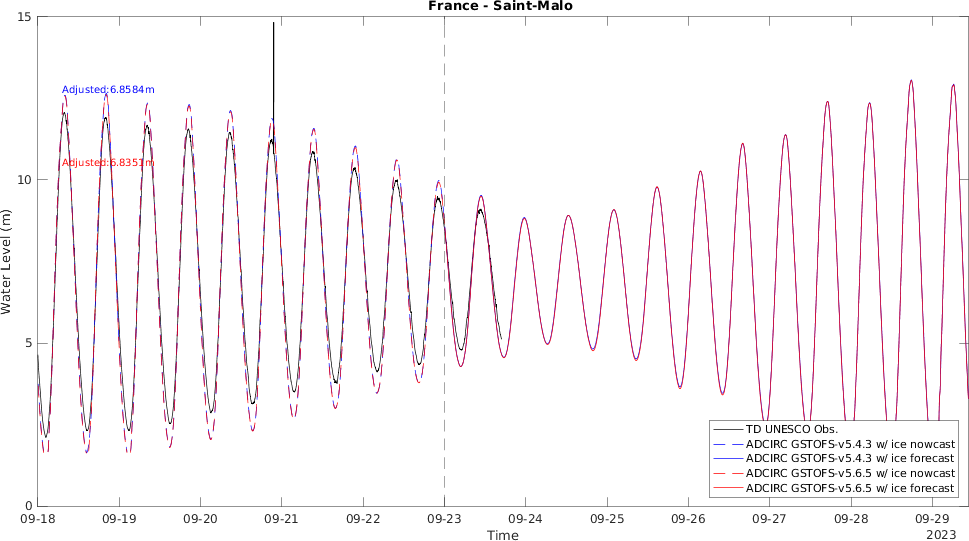 France - Saint-Malo
15
Adjusted:6.8584m
Adjusted:6.8351m
10
5
0
Water Level (m)
TD UNESCO Obs.
ADCIRC GSTOFS-v5.4.3 w/ ice nowcast
ADCIRC GSTOFS-v5.4.3 w/ ice forecast
ADCIRC GSTOFS-v5.6.5 w/ ice nowcast
ADCIRC GSTOFS-v5.6.5 w/ ice forecast
09-18 09-19 09-20 09-21 09-22 09-23 09-24 09-25 09-26 09-27 09-28 09-29
Time 2023